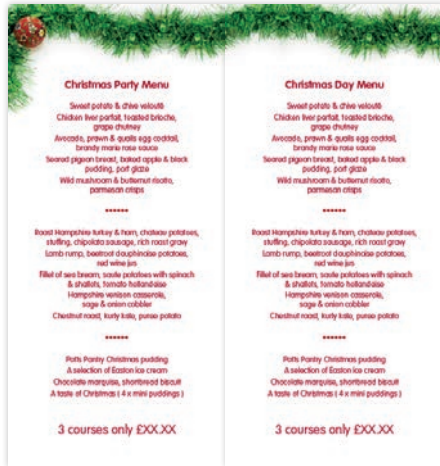 Christmas Party Menu
Sweet potato & chive velouté
Chicken liver parfait, toasted brioche,
grape chutney
Avocado, prawn & quails egg cocktail,
brandy marie rose sauce
Seared pigeon breast, baked apple & black
pudding, port glaze
Wild mushroom & butternut risotto,
parmesan crisps
••••••
Roast Hampshire turkey & ham, chateau potatoes,
stuffing, chipolata sausage, rich roast gravy
Lamb rump, beetroot dauphinoise potatoes,
red wine jus
Fillet of sea bream, saute potatoes with spinach
& shallots, tomato hollandaise
Hampshire venison casserole,
sage & onion cobbler
Chestnut roast, kurly kale, puree potato
••••••
Potts Pantry Christmas pudding
A selection of Easton ice cream
Chocolate marquise, shortbread biscuit
A taste of Christmas ( 4 x mini puddings )
3 courses only £XX.XX
Christmas Day Menu
Sweet potato & chive velouté
Chicken liver parfait, toasted brioche,
grape chutney
Avocado, prawn & quails egg cocktail,
brandy marie rose sauce
Seared pigeon breast, baked apple & black
pudding, port glaze
Wild mushroom & butternut risotto,
parmesan crisps
••••••
Roast Hampshire turkey & ham, chateau potatoes,
stuffing, chipolata sausage, rich roast gravy
Lamb rump, beetroot dauphinoise potatoes,
red wine jus
Fillet of sea bream, saute potatoes with spinach
& shallots, tomato hollandaise
Hampshire venison casserole,
sage & onion cobbler
Chestnut roast, kurly kale, puree potato
••••••
Potts Pantry Christmas pudding
A selection of Easton ice cream
Chocolate marquise, shortbread biscuit
A taste of Christmas ( 4 x mini puddings )
3 courses only £XX.XX